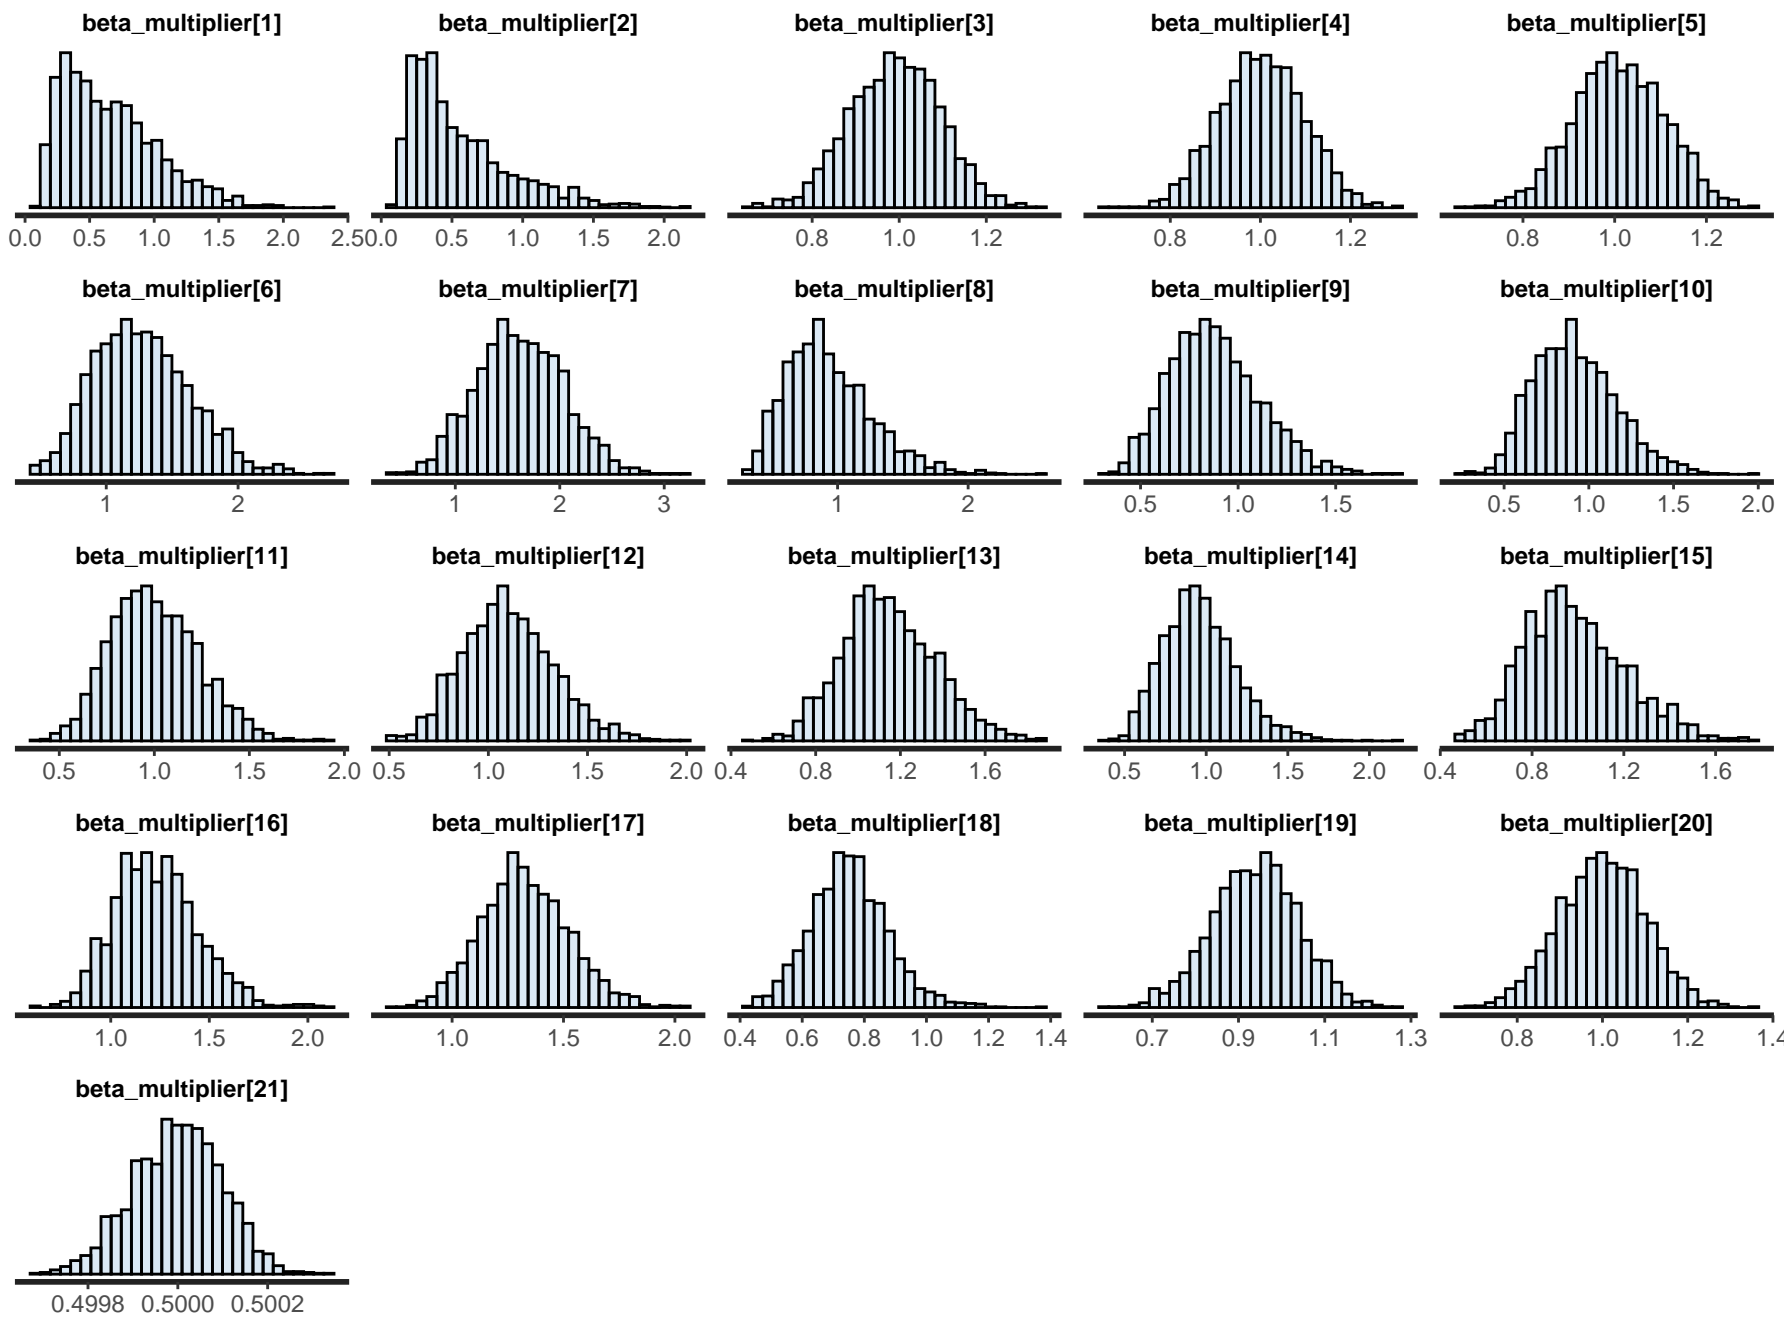 beta_multiplier[1] beta_multiplier[2] beta_multiplier[3] beta_multiplier[4] beta_multiplier[5]
0.0 0.5 1.0 1.5 2.0 2.5 0.0 0.5 1.0 1.5 2.0 0.8 1.0 1.2 0.8 1.0 1.2 0.8 1.0 1.2
beta_multiplier[6] beta_multiplier[7] beta_multiplier[8] beta_multiplier[9] beta_multiplier[10]
1 2 1 2 3 1 2 0.5 1.0 1.5 0.5 1.0 1.5 2.0
beta_multiplier[11] beta_multiplier[12] beta_multiplier[13] beta_multiplier[14] beta_multiplier[15]
0.5 1.0 1.5 2.0 0.5 1.0 1.5 2.0 0.4 0.8 1.2 1.6 0.5 1.0 1.5 2.0 0.4 0.8 1.2 1.6
beta_multiplier[16] beta_multiplier[17] beta_multiplier[18] beta_multiplier[19] beta_multiplier[20]
1.0 1.5 2.0 1.0 1.5 2.0 0.4 0.6 0.8 1.0 1.2 1.4 0.7 0.9 1.1 1.3 0.8 1.0 1.2 1.4
beta_multiplier[21]
0.4998 0.5000 0.5002